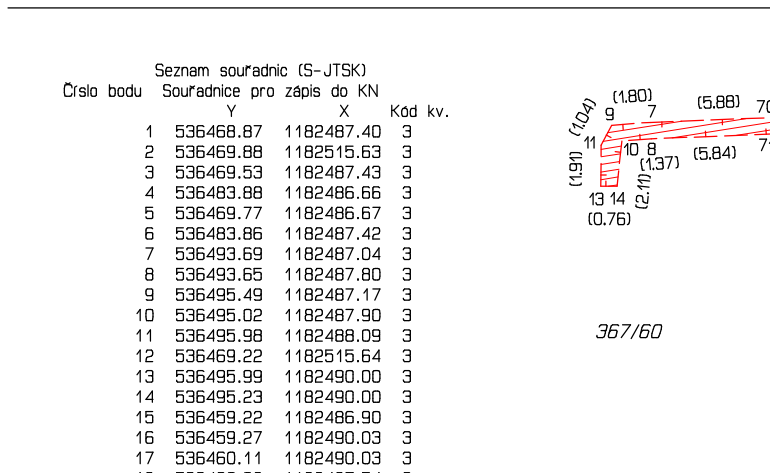 Seznam souřadnic (S-JTSK)
Číslo bodu Souřadnice pro zápis do KN
Y X Kód kv.
1 536468.87 1182487.40 3
2 536469.88 1182515.63 3
3 536469.53 1182487.43 3
4 536483.88 1182486.66 3
5 536469.77 1182486.67 3
6 536483.86 1182487.42 3
7 536493.69 1182487.04 3
8 536493.65 1182487.80 3
9 536495.49 1182487.17 3
10 536495.02 1182487.90 3
11 536495.98 1182488.09 3
12 536469.22 1182515.64 3
13 536495.99 1182490.00 3
14 536495.23 1182490.00 3
15 536459.22 1182486.90 3
16 536459.27 1182490.03 3
17 536460.11 1182490.03 3
(1.80)
(5.88)
(1.04)
9 7 70
11 10 8
(1.37) (5.84)
(1.91)
(2.11)
13 14
(0.76)
367/60